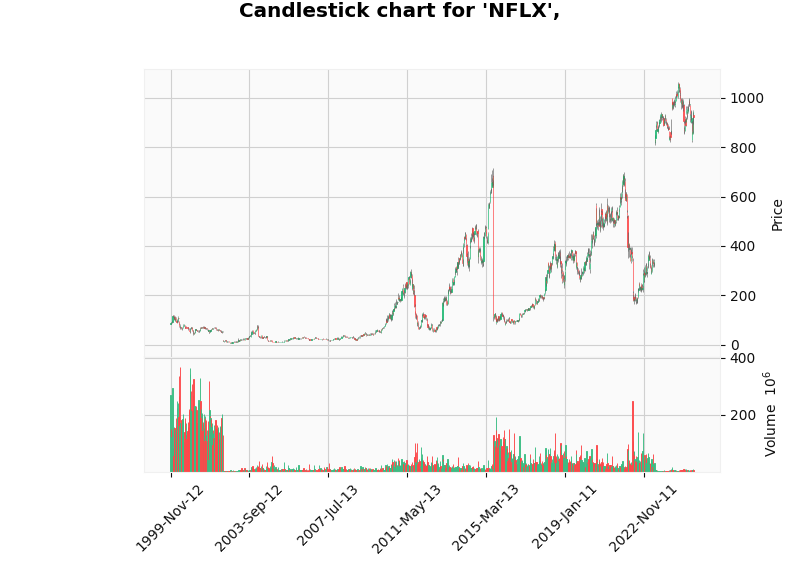 Candlestick chart for 'NFLX',
1000
800
600
400
200
0
Price
400
200
Volume 10^6
1999-Nov-12
2003-Sep-12
2007-Jul-13
2011-May-13
2015-Mar-13
2019-Jan-11
2022-Nov-11